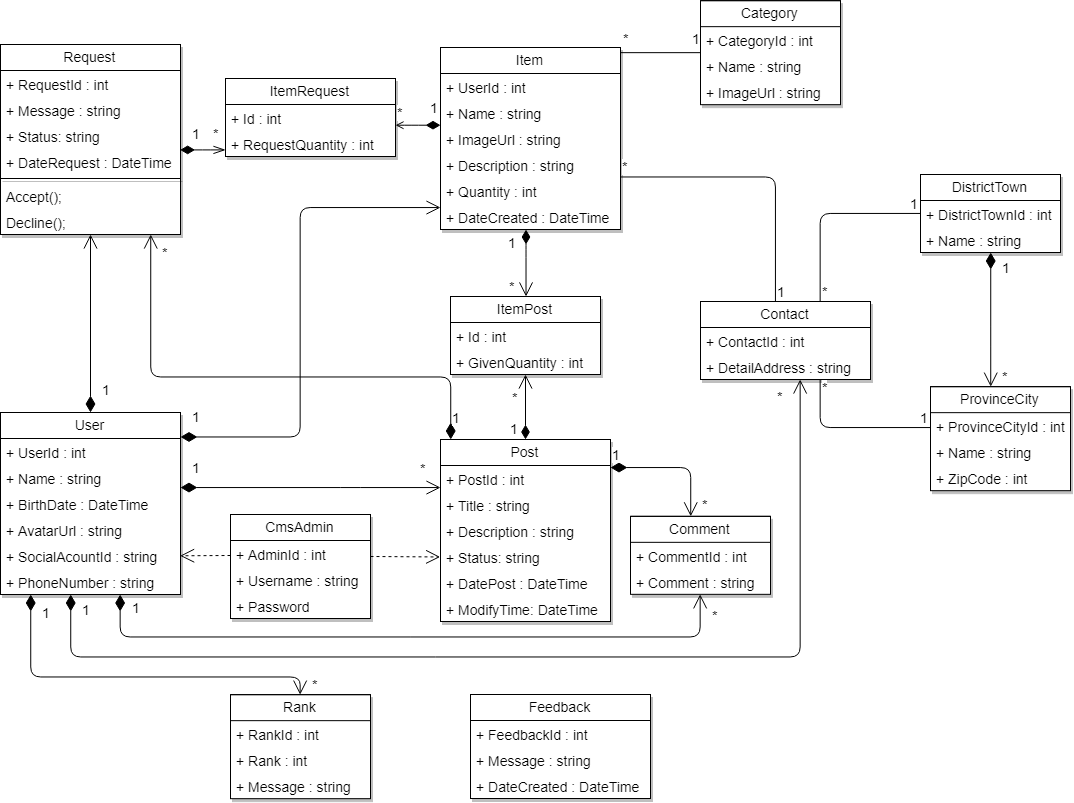 Category
+ CategoryId : int
+ Name : string
+ ImageUrl : string
*
1
Request
+ RequestId : int
+ Message : string
+ Status: string
+ DateRequest : DateTime
Accept();
Decline();
1
*
ItemRequest
+ Id : int
+ RequestQuantity : int
*
1
Item
+ UserId : int
+ Name : string
+ ImageUrl : string
+ Description : string
+ Quantity : int
+ DateCreated : DateTime
*
1
DistrictTown
+ DistrictTownId : int
+ Name : string
1
1
*
*
1
*
1
*
ItemPost
+ Id : int
+ GivenQuantity : int
Contact
+ ContactId : int
+ DetailAddress : string
*
*
*
1
ProvinceCity
+ ProvinceCityId : int
+ Name : string
+ ZipCode : int
1
1
*
1
1
User
+ UserId : int
+ Name : string
+ BirthDate : DateTime
+ AvatarUrl : string
+ SocialAcountId : string
+ PhoneNumber : string
1
*
Post
+ PostId : int
+ Title : string
+ Description : string
+ Status: string
+ DatePost : DateTime
+ ModifyTime: DateTime
1
*
CmsAdmin
+ AdminId : int
+ Username : string
+ Password
Comment
+ CommentId : int
+ Comment : string
1
1
1
*
*
Rank
+ RankId : int
+ Rank : int
+ Message : string
Feedback
+ FeedbackId : int
+ Message : string
+ DateCreated : DateTime